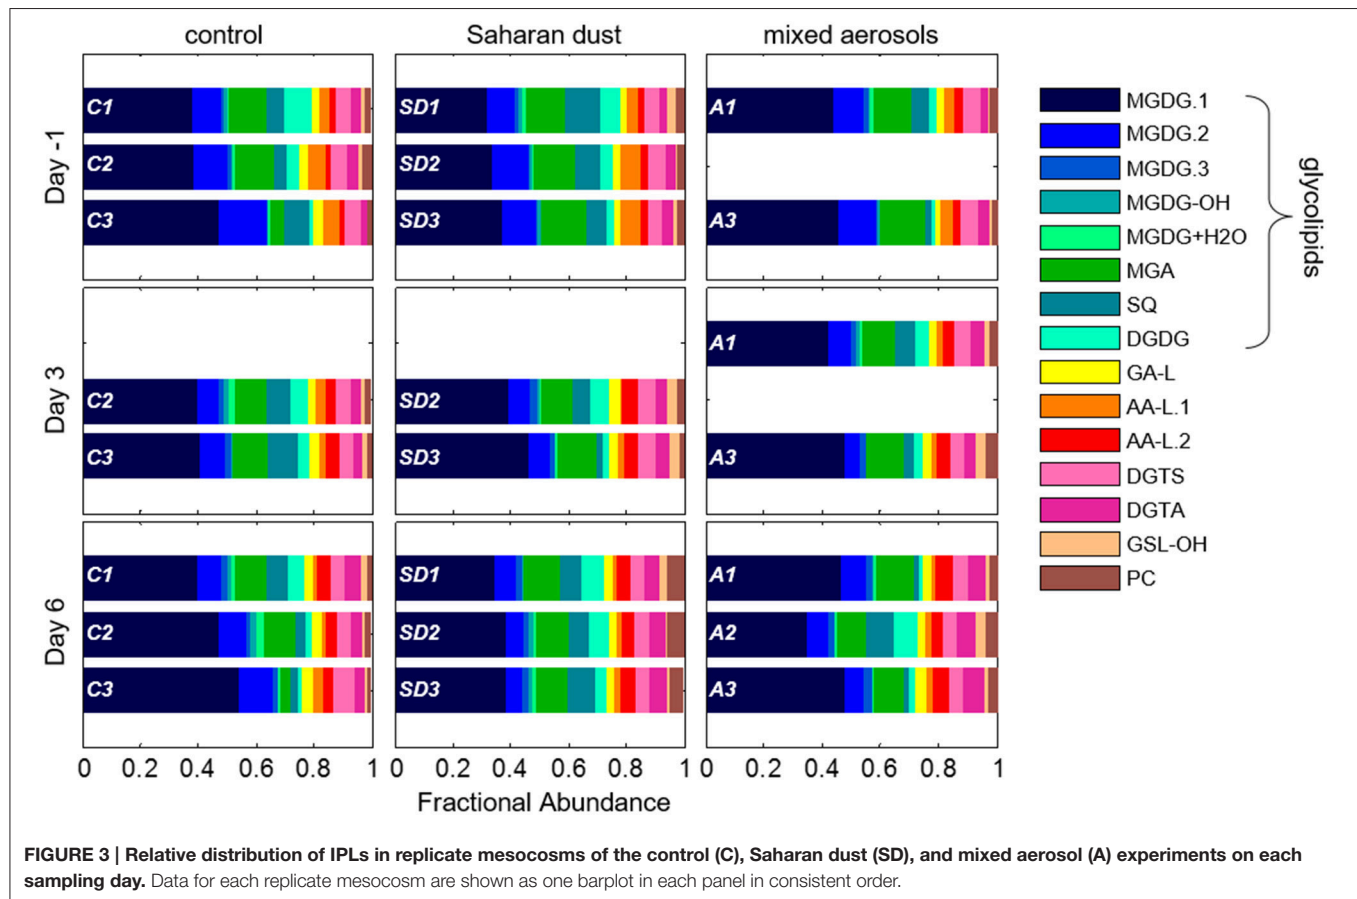 control
Saharan dust
mixed aerosols
Day -1
C1
C2
C3
SD1
SD2
SD3
A1
A3
Day 3
C2
C3
SD2
SD3
A1
A3
Day 6
C1
C2
C3
SD1
SD2
SD3
A1
A2
A3
0 0.2 0.4 0.6 0.8 1
0 0.2 0.4 0.6 0.8 1
0 0.2 0.4 0.6 0.8 1
Fractional Abundance
MGDG.1
MGDG.2
MGDG.3
MGDG-OH
MGDG+H2O
MGA
SQ
DGDG
GA-L
AA-L.1
AA-L.2
DGTS
DGTA
GSL-OH
PC
glycolipids
FIGURE 3 | Relative distribution of IPLs in replicate mesocosms of the control (C), Saharan dust (SD), and mixed aerosol (A) experiments on each
sampling day. Data for each replicate mesocosm are shown as one barplot in each panel in consistent order.